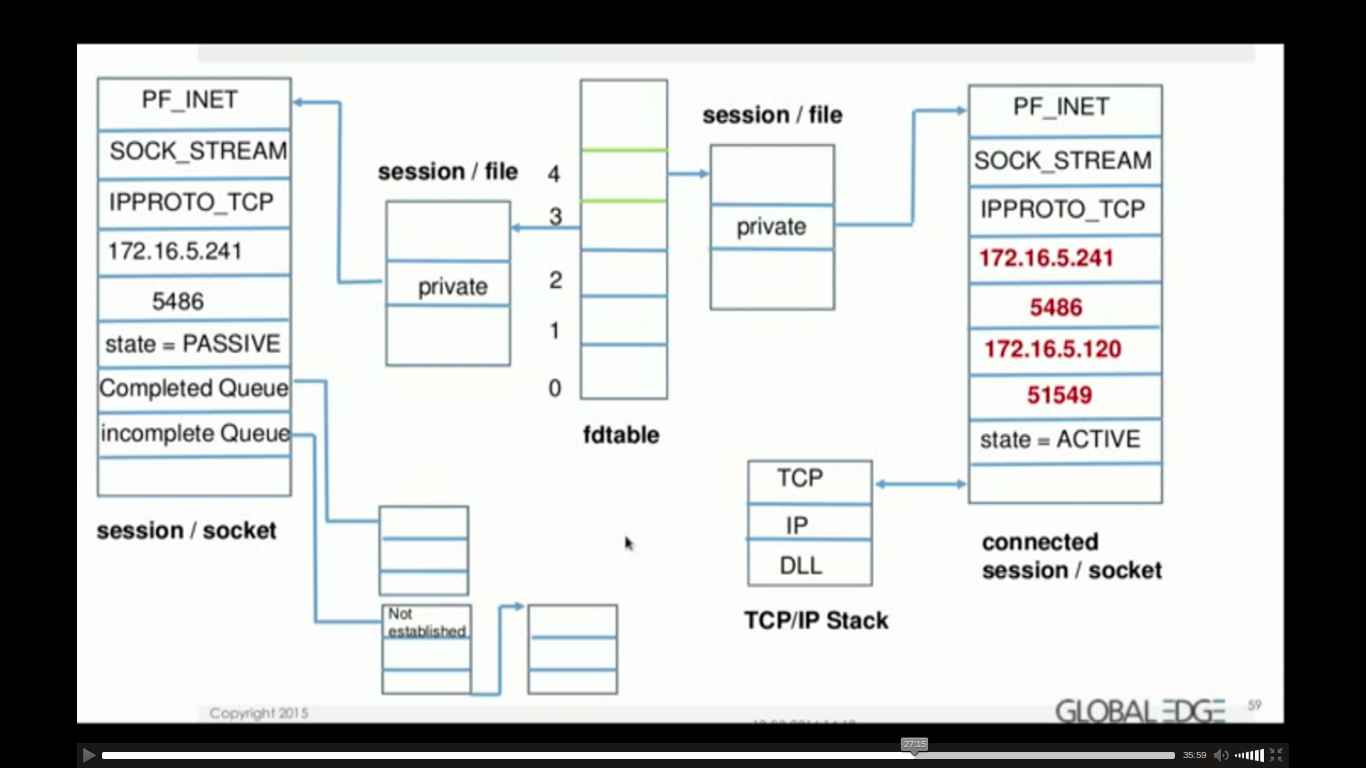 PF_INET
SOCK_STREAM
IPPROTO_TCP
172.16.5.241
5486
state = PASSIVE
Completed Queue
incomplete Queue
session / socket
session / file
private
4
3
2
1
0
fdtable
session / file
private
PF_INET
SOCK_STREAM
IPPROTO_TCP
172.16.5.241
5486
172.16.5.120
51549
state = ACTIVE
connected
session / socket
TCP
IP
DLL
TCP/IP Stack
Not
established
Copyright 2015
GLOBAL EDGE
59
27:15
35:59